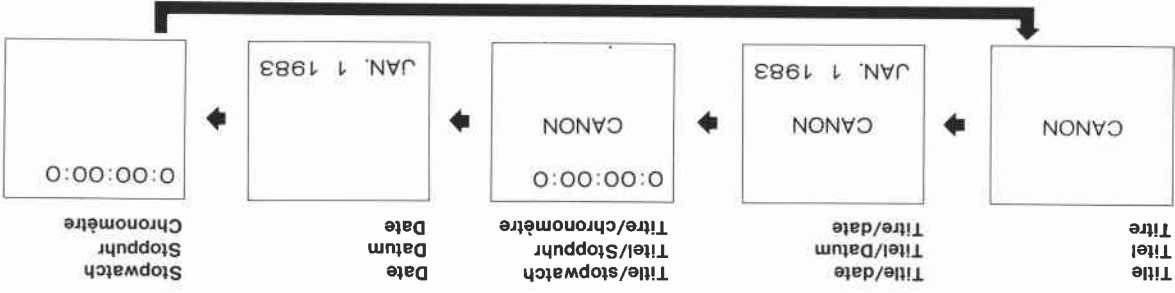 Title
Titel
Titre
CANON
Title/date
Titel/Datum
Titre/date
CANON
JAN. 1 1983
Title/stopwatch
Titel/Stoppuhr
Titre/chronomètre
0:00:00:0
CANON
Date
Datum
Date
JAN. 1 1983
Stopwatch
Stoppuhr
Chronomètre
0:00:00:0